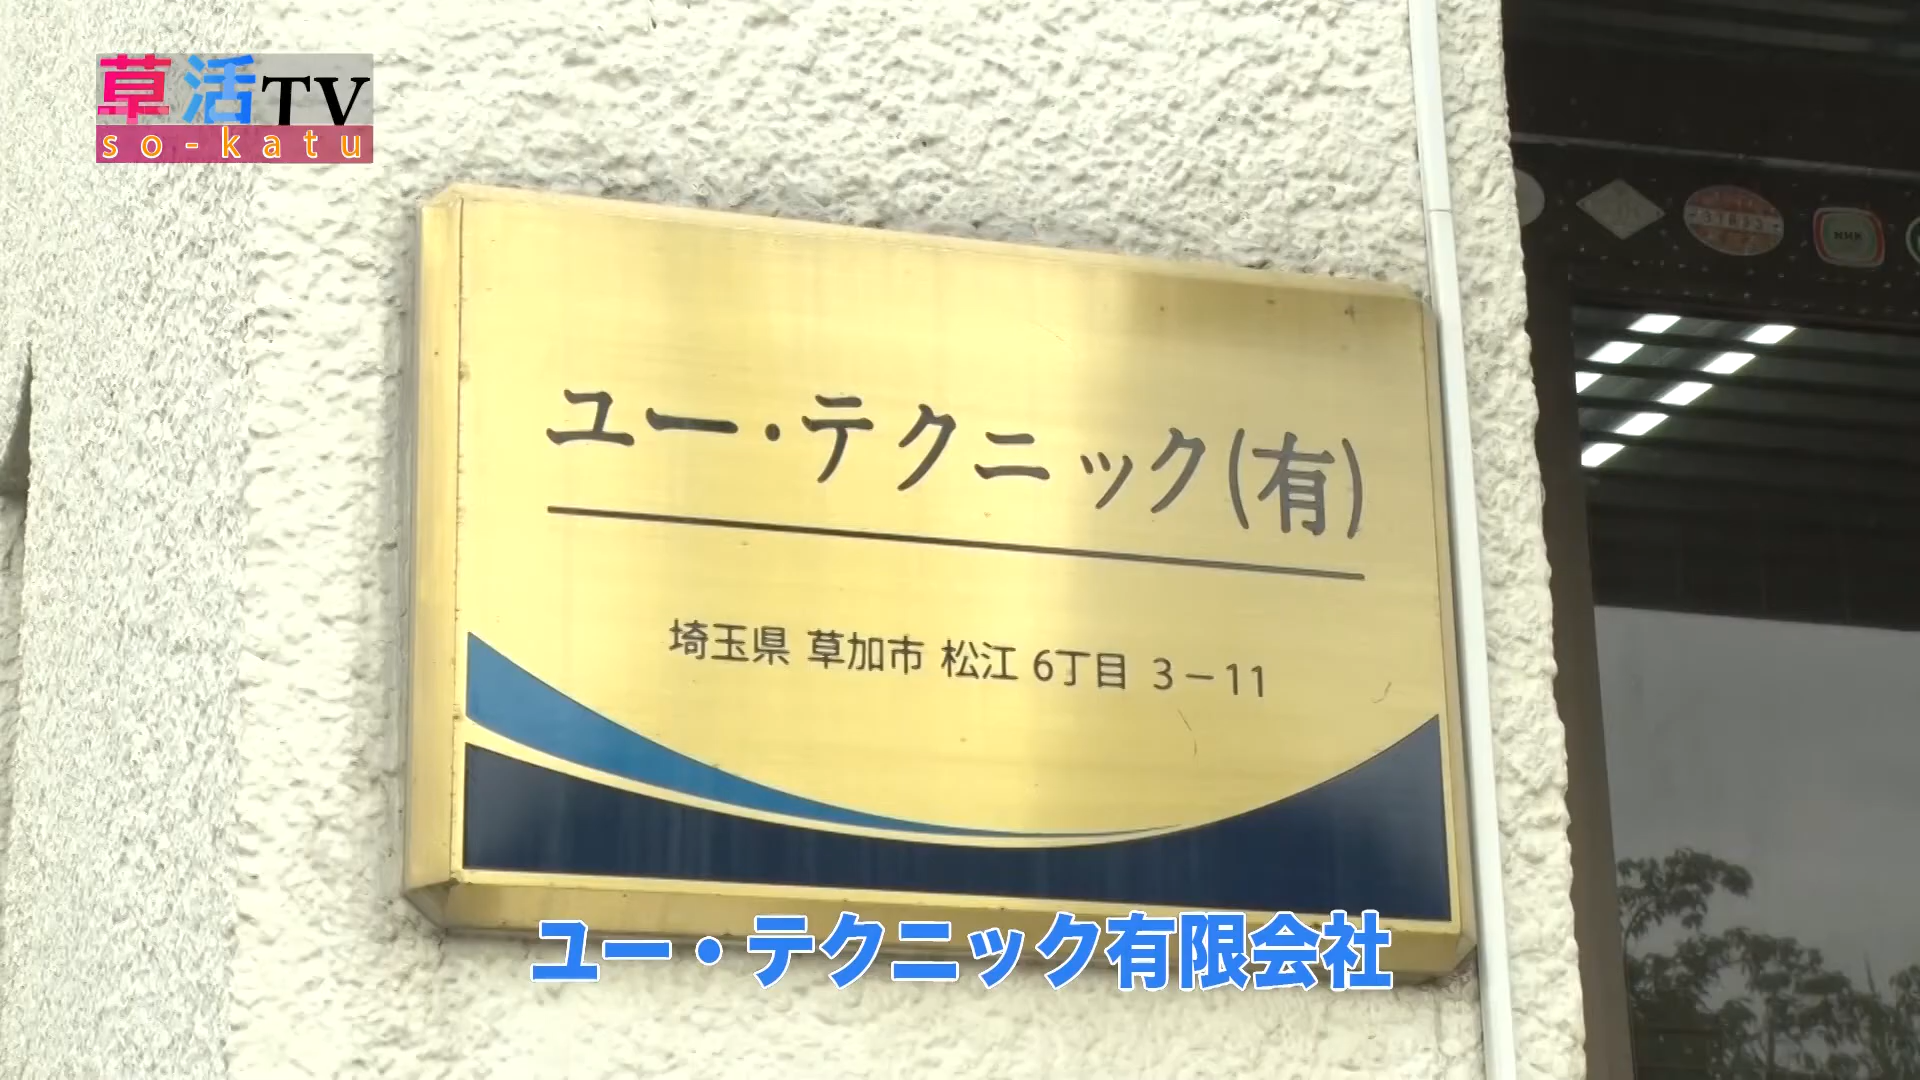 草活TV
so-katu
NHK
ユー・テクニック(有)
埼玉県 草加市 松江 6丁目 3－11
ユー・テクニック有限会社